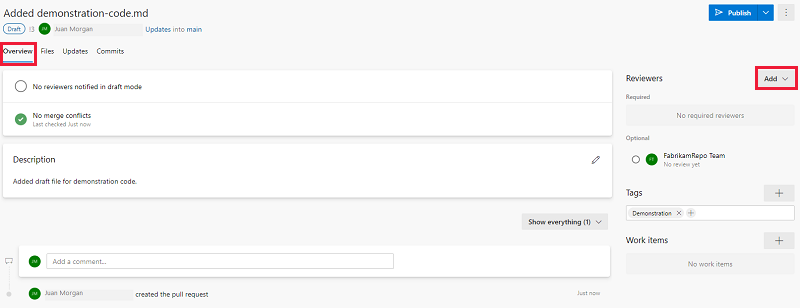 Added demonstration-code.md
Publish
Draft
13
JM
Juan Morgan
Updates into main
Overview Files Updates Commits
No reviewers notified in draft mode
No merge conflicts
Last checked Just now
Description
Added draft file for demonstration code.
Show everything (1)
JM
Add a comment...
JM
Juan Morgan created the pull request
Just now
Reviewers
Add
Required
No required reviewers
Optional
FabrikamRepo Team
No review yet
Tags
Demonstration
Work items
No work items